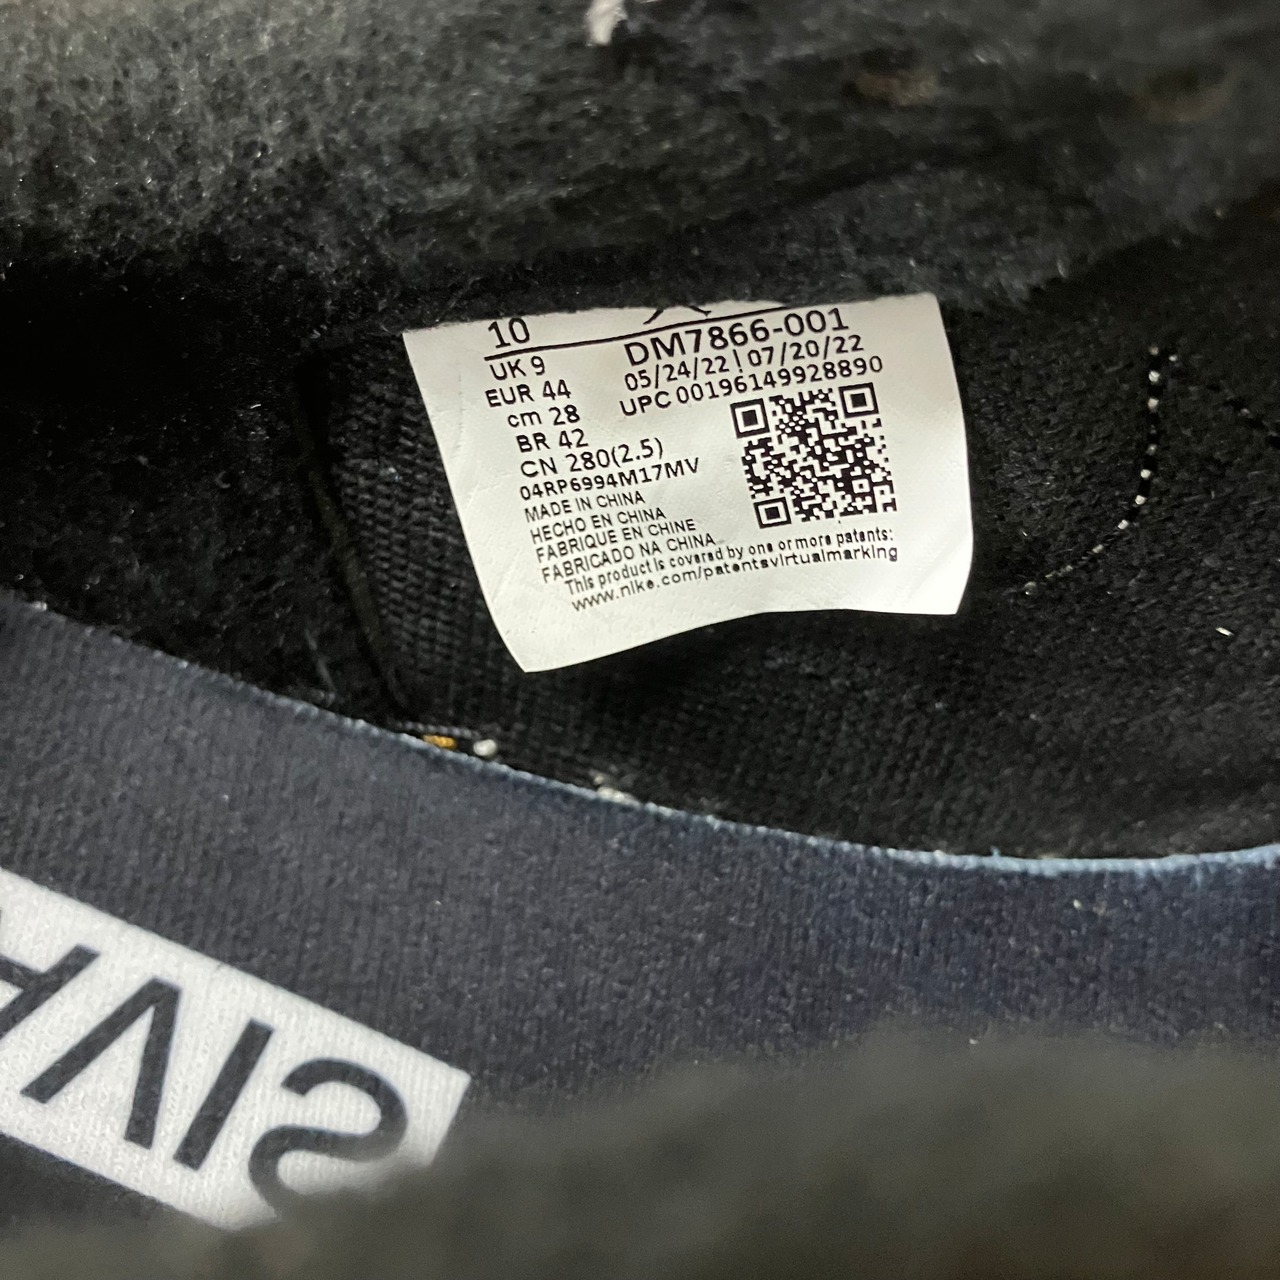 10
UK 9
EUR 44
cm 28
BR 42
CN 280(2.5)
04RP6994M17MV
MADE IN CHINA
HECHO EN CHINA
FABRIQUE EN CHINE
FABRICADO NA CHINA
DM7866-001
05/24/22 | 07/20/22
UPC 00196149928890
This product is covered by one or more patents:
www.nike.com/patentsvirtualmarking